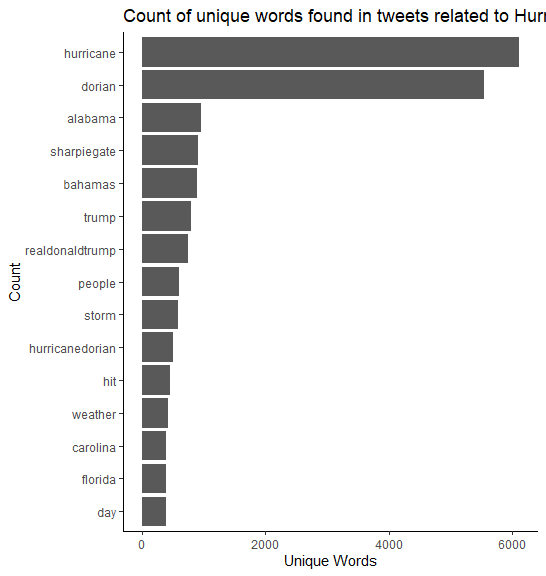 Count of unique words found in tweets related to Hurr
hurricane
dorian
alabama
sharpiegate
bahamas
trump
realdonaldtrump
people
storm
hurricanedorian
hit
weather
carolina
florida
day
Count
0 2000 4000 6000
Unique Words